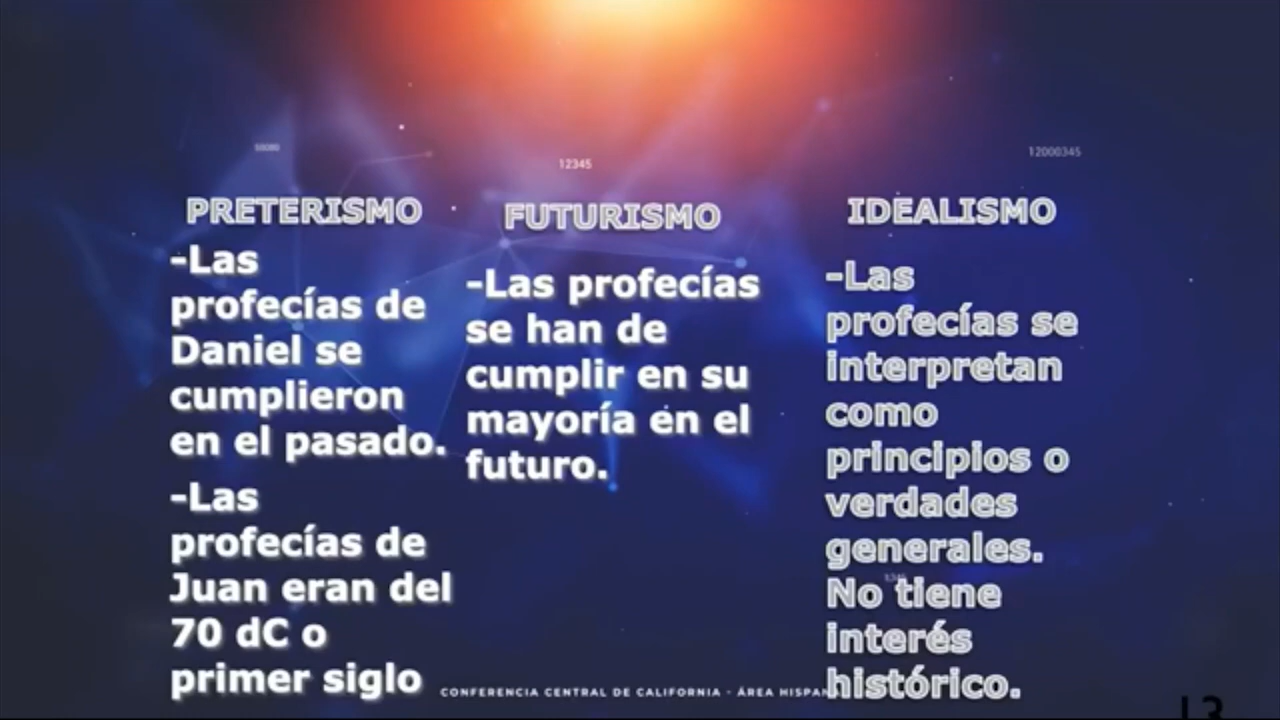 50080
12345
12000345
PRETERISMO
-Las
profecías de
Daniel se
cumplieron
en el pasado.
-Las
profecías de
Juan eran del
70 dC o
primer siglo
FUTURISMO
-Las profecías
se han de
cumplir en su
mayoría en el
futuro.
IDEALISMO
-Las
profecías se
interpretan
como
principios o
verdades
generales.
No tiene
interés
histórico.
CONFERENCIA CENTRAL DE CALIFORNIA - ÁREA HISPAN
13